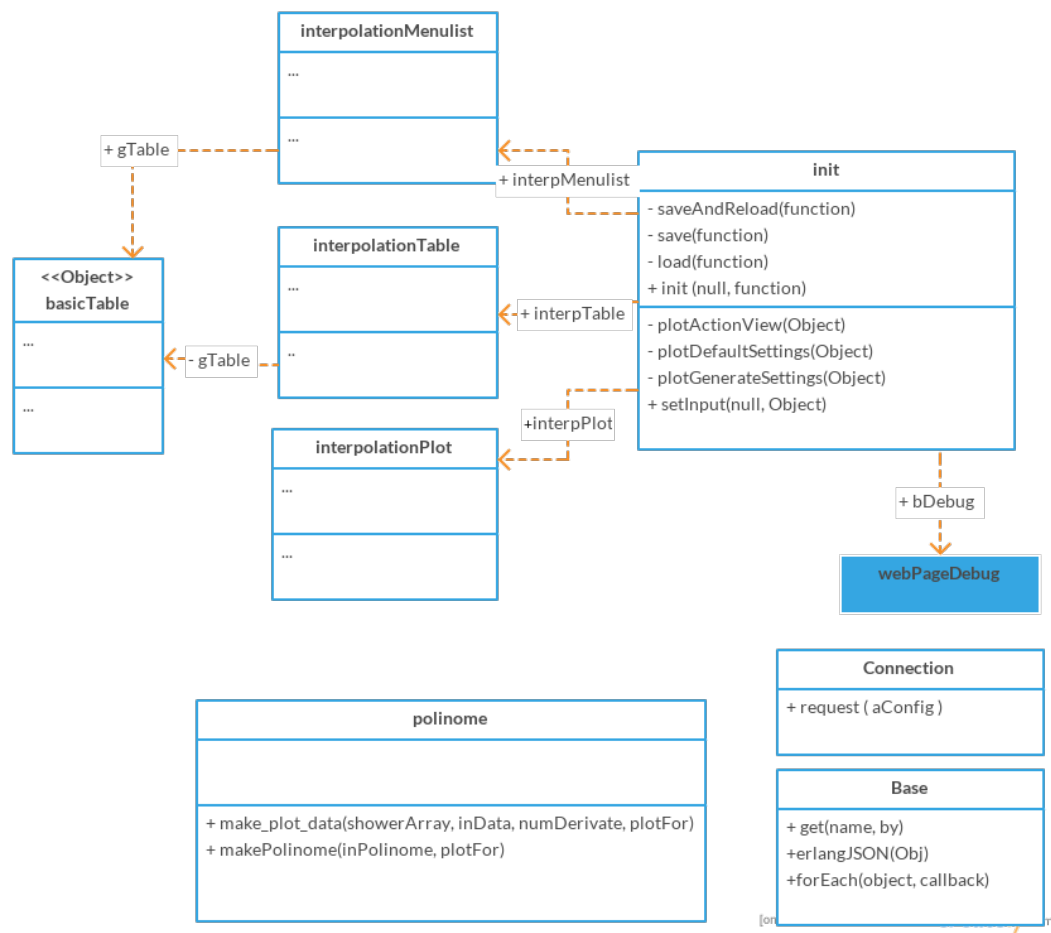 interpolationMenulist
...
...
+ gTable
+ interpMenulist
init
- saveAndReload(function)
- save(function)
- load(function)
+ init (null, function)
- plotActionView(Object)
- plotDefaultSettings(Object)
- plotGenerateSettings(Object)
+ setInput(null, Object)
interpolationTable
...
..
+ interpTable
<<Object>>
basicTable
...
...
- gTable
interpolationPlot
...
...
+interpPlot
+ bDebug
webPageDebug
Connection
+ request ( aConfig )
polinome
+ make_plot_data(showerArray, inData, numDerivate, plotFor)
+ makePolinome(inPolinome, plotFor)
Base
+ get(name, by)
+erlangJSON(Obj)
+forEach(object, callback)